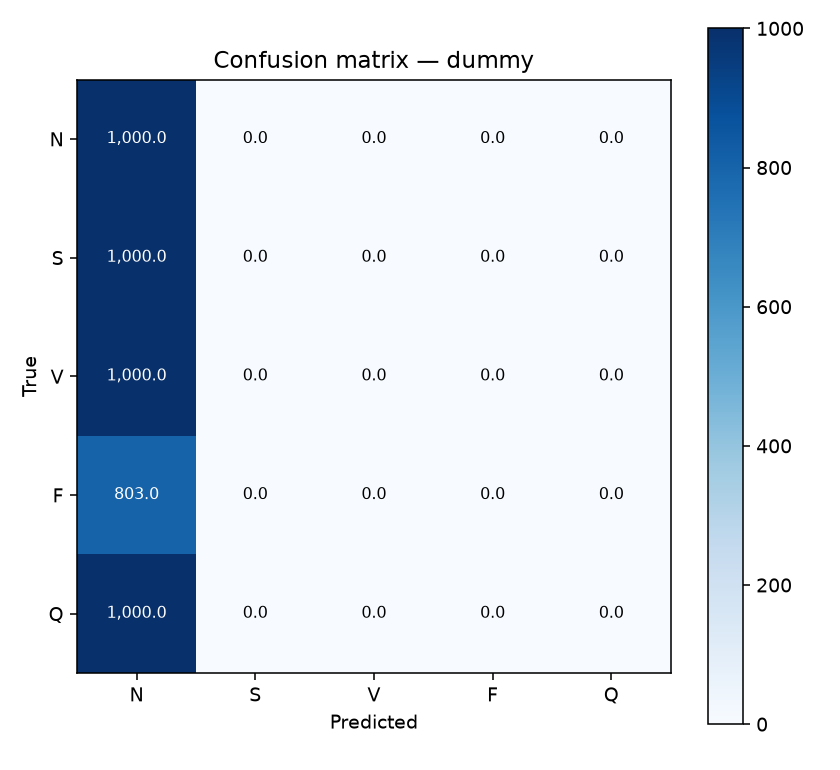 Confusion matrix — dummy
1000
800
600
400
200
0
True
N 1,000.0 0.0 0.0 0.0 0.0
S 1,000.0 0.0 0.0 0.0 0.0
V 1,000.0 0.0 0.0 0.0 0.0
F 803.0 0.0 0.0 0.0 0.0
Q 1,000.0 0.0 0.0 0.0 0.0
N S V F Q
Predicted